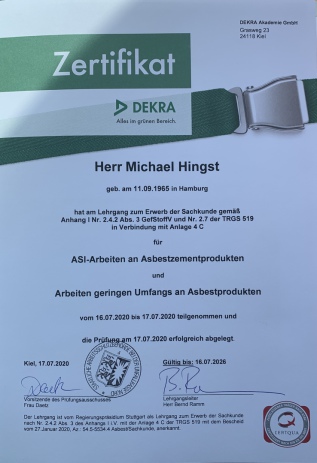 DEKRA Akademie GmbH
Grasweg 23
24118 Kiel
Zertifikat
DEKRA
Alles im grünen Bereich.
Herr Michael Hingst
geb. am 11.09.1965 in Hamburg
hat am Lehrgang zum Erwerb der Sachkunde gemäß
Anhang I Nr. 2.4.2 Abs. 3 GefStoffV und Nr. 2.7 der TRGS 519
in Verbindung mit Anlage 4 C
für
ASI-Arbeiten an Asbestzementprodukten
und
Arbeiten geringen Umfangs an Asbestprodukten
vom 16.07.2020 bis 17.07.2020 teilgenommen und
die Prüfung am 17.07.2020 erfolgreich abgelegt
Kiel, 17.07.2020
Gültig bis: 16.07.2026
Vorsitzende des Prüfungsausschusses
Frau Daetz
Lehrgangsleiter
Herr Bernd Ramm
Der Lehrgang ist vom Regierungspräsidium Stuttgart als Lehrgang zum Erwerb der Sachkunde
nach Nr. 2.4.2 Abs. 3 des Anhangs I i.V. mit der Anlage 4 C der TRGS 519 mit dem Bescheid
vom 27.Januar 2020, Az.: 54.5-5534.4 Asbest/Sachkunde, anerkannt.
CERTQUA